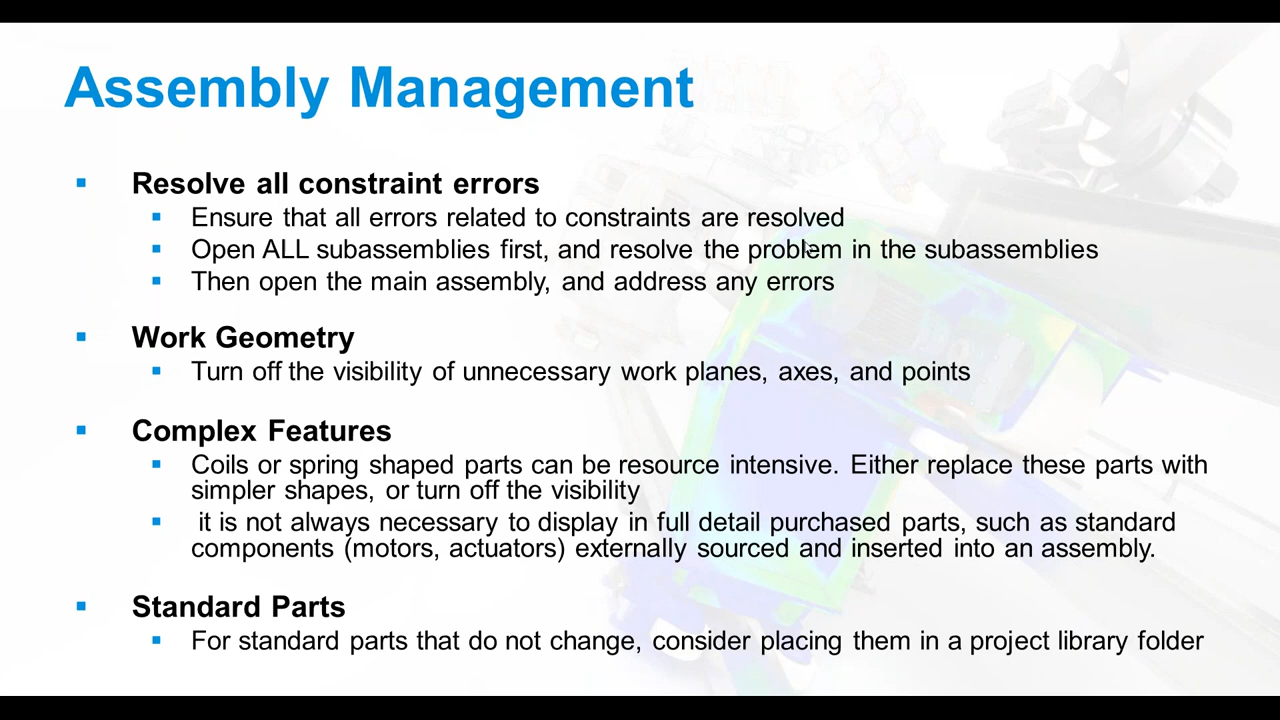 Assembly Management
Resolve all constraint errors
Ensure that all errors related to constraints are resolved
Open ALL subassemblies first, and resolve the problem in the subassemblies
Then open the main assembly, and address any errors
Work Geometry
Turn off the visibility of unnecessary work planes, axes, and points
Complex Features
Coils or spring shaped parts can be resource intensive. Either replace these parts with
simpler shapes, or turn off the visibility
it is not always necessary to display in full detail purchased parts, such as standard
components (motors, actuators) externally sourced and inserted into an assembly.
Standard Parts
For standard parts that do not change, consider placing them in a project library folder